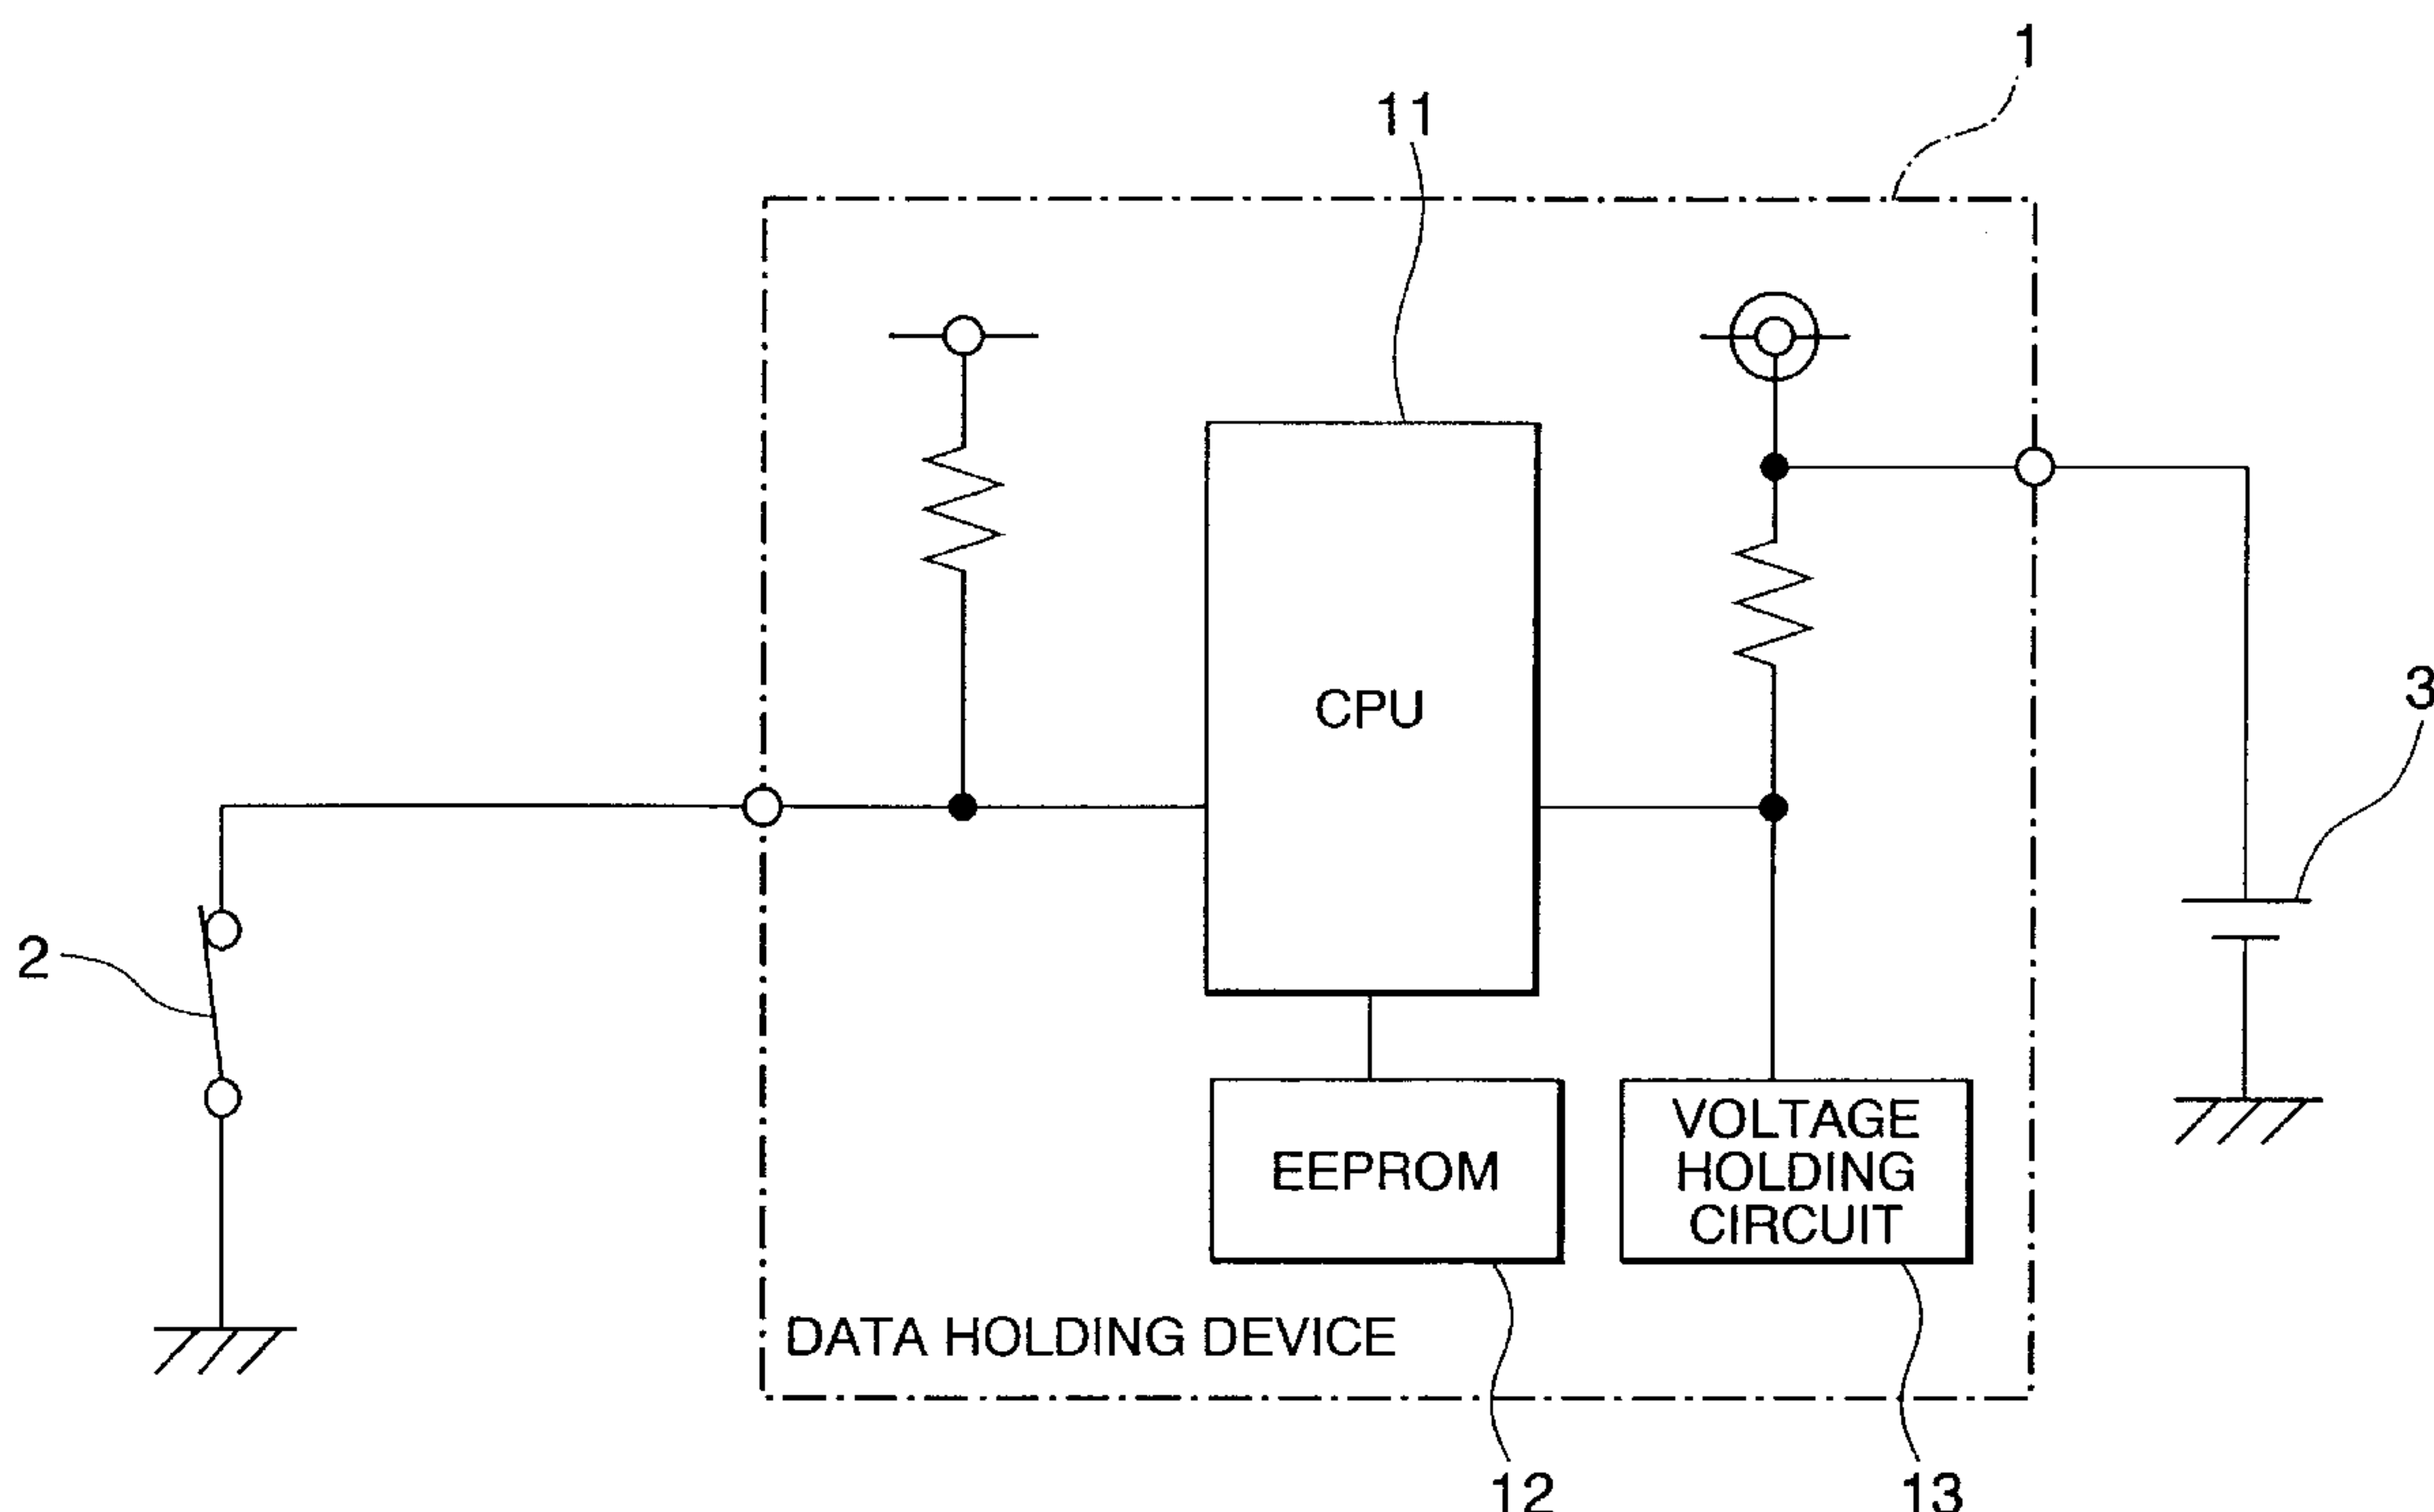 1
11
CPU
3
2
EEPROM
VOLTAGE
HOLDING
CIRCUIT
DATA HOLDING DEVICE
12
13